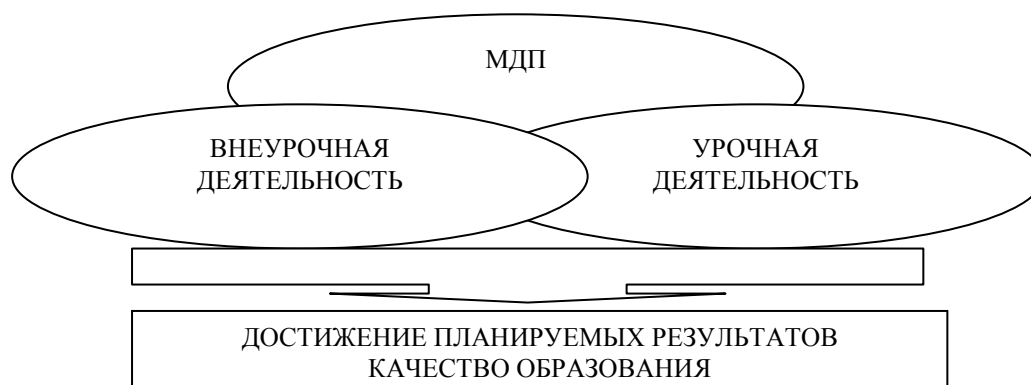 МДП
ВНЕУРОЧНАЯ
ДЕЯТЕЛЬНОСТЬ
УРОЧНАЯ
ДЕЯТЕЛЬНОСТЬ
ДОСТИЖЕНИЕ ПЛАНИРУЕМЫХ РЕЗУЛЬТАТОВ
КАЧЕСТВО ОБРАЗОВАНИЯ